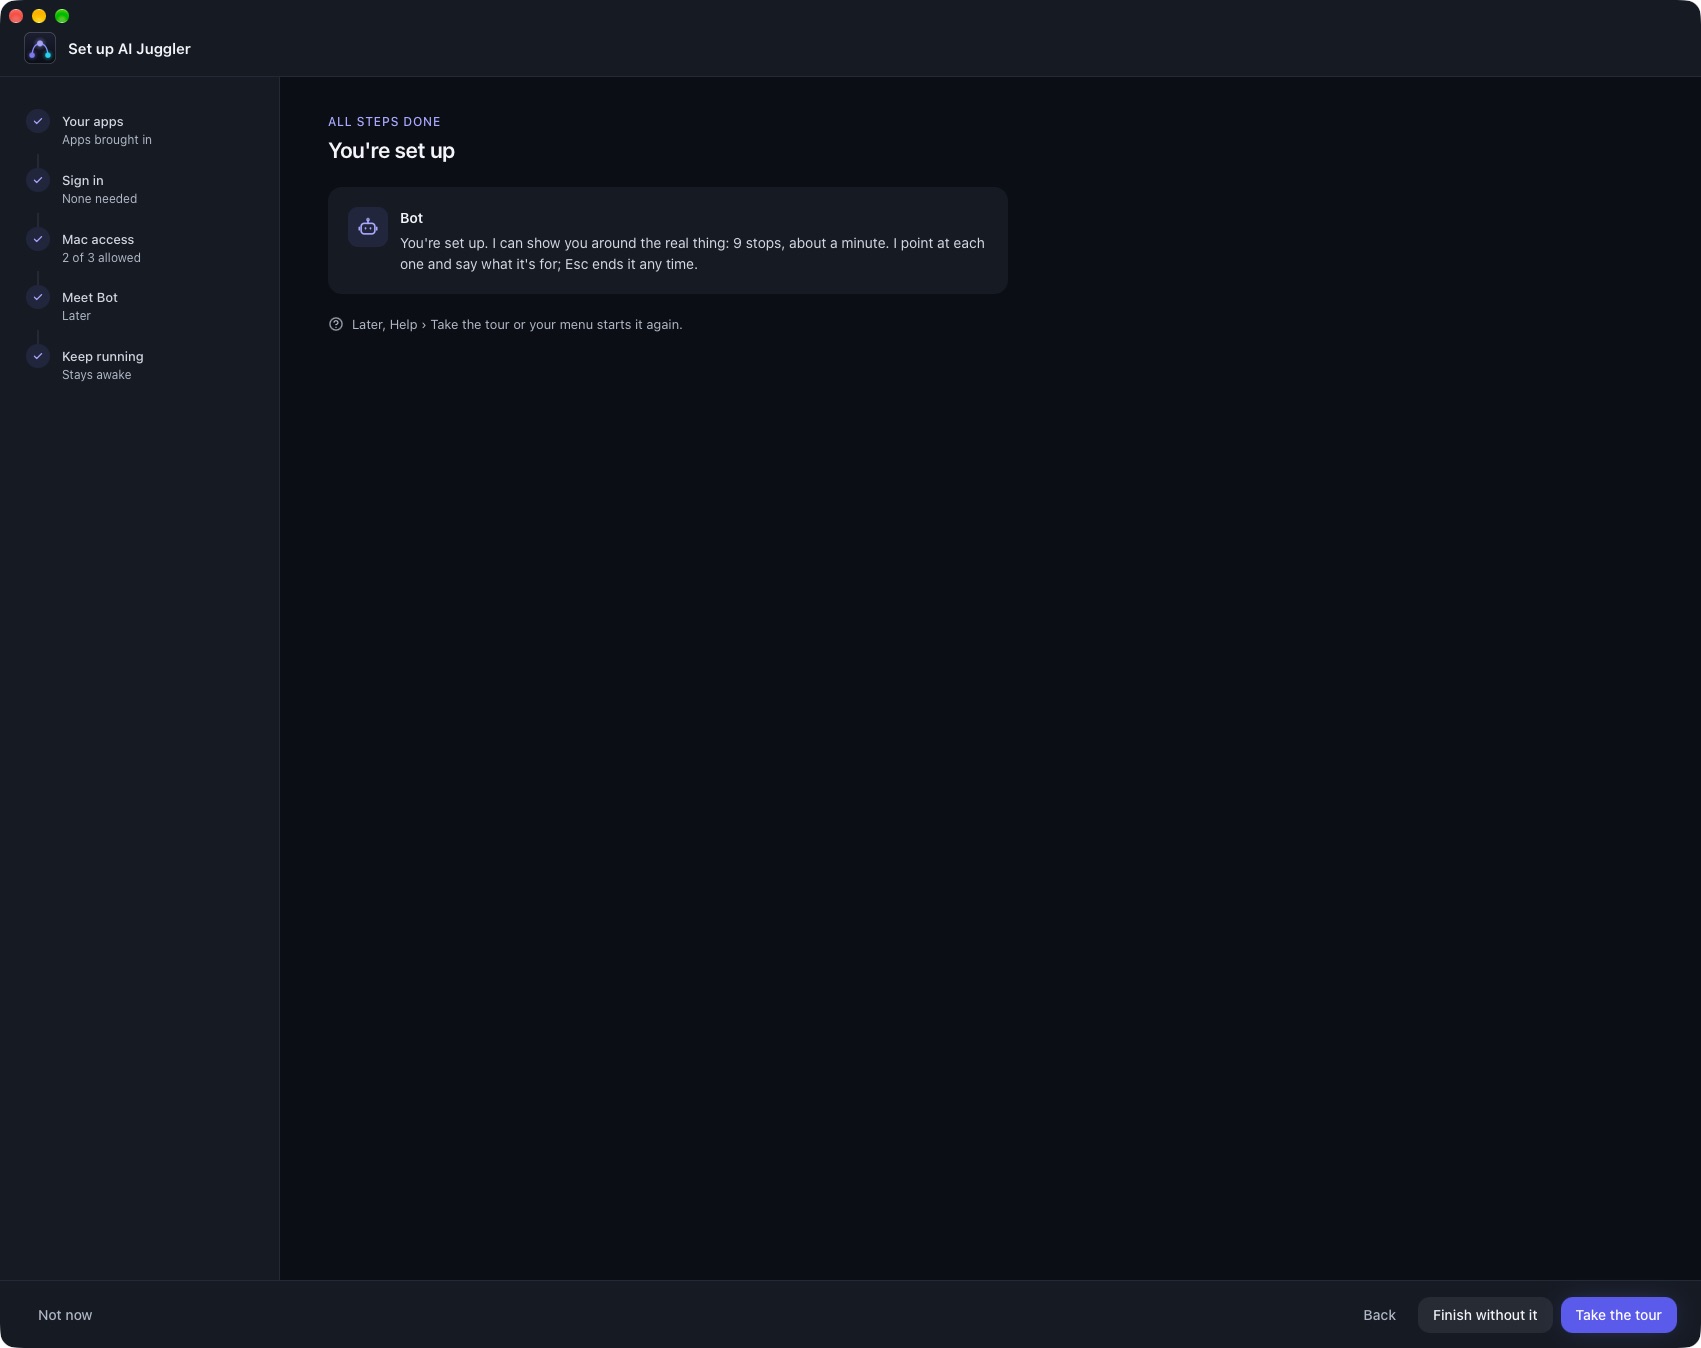 Set up AI Juggler
Your apps
Apps brought in
Sign in
None needed
Mac access
2 of 3 allowed
Meet Bot
Later
Keep running
Stays awake
ALL STEPS DONE
You're set up
Bot
You're set up. I can show you around the real thing: 9 stops, about a minute. I point at each
one and say what it's for; Esc ends it any time.
Later, Help › Take the tour or your menu starts it again.
Not now
Back
Finish without it
Take the tour